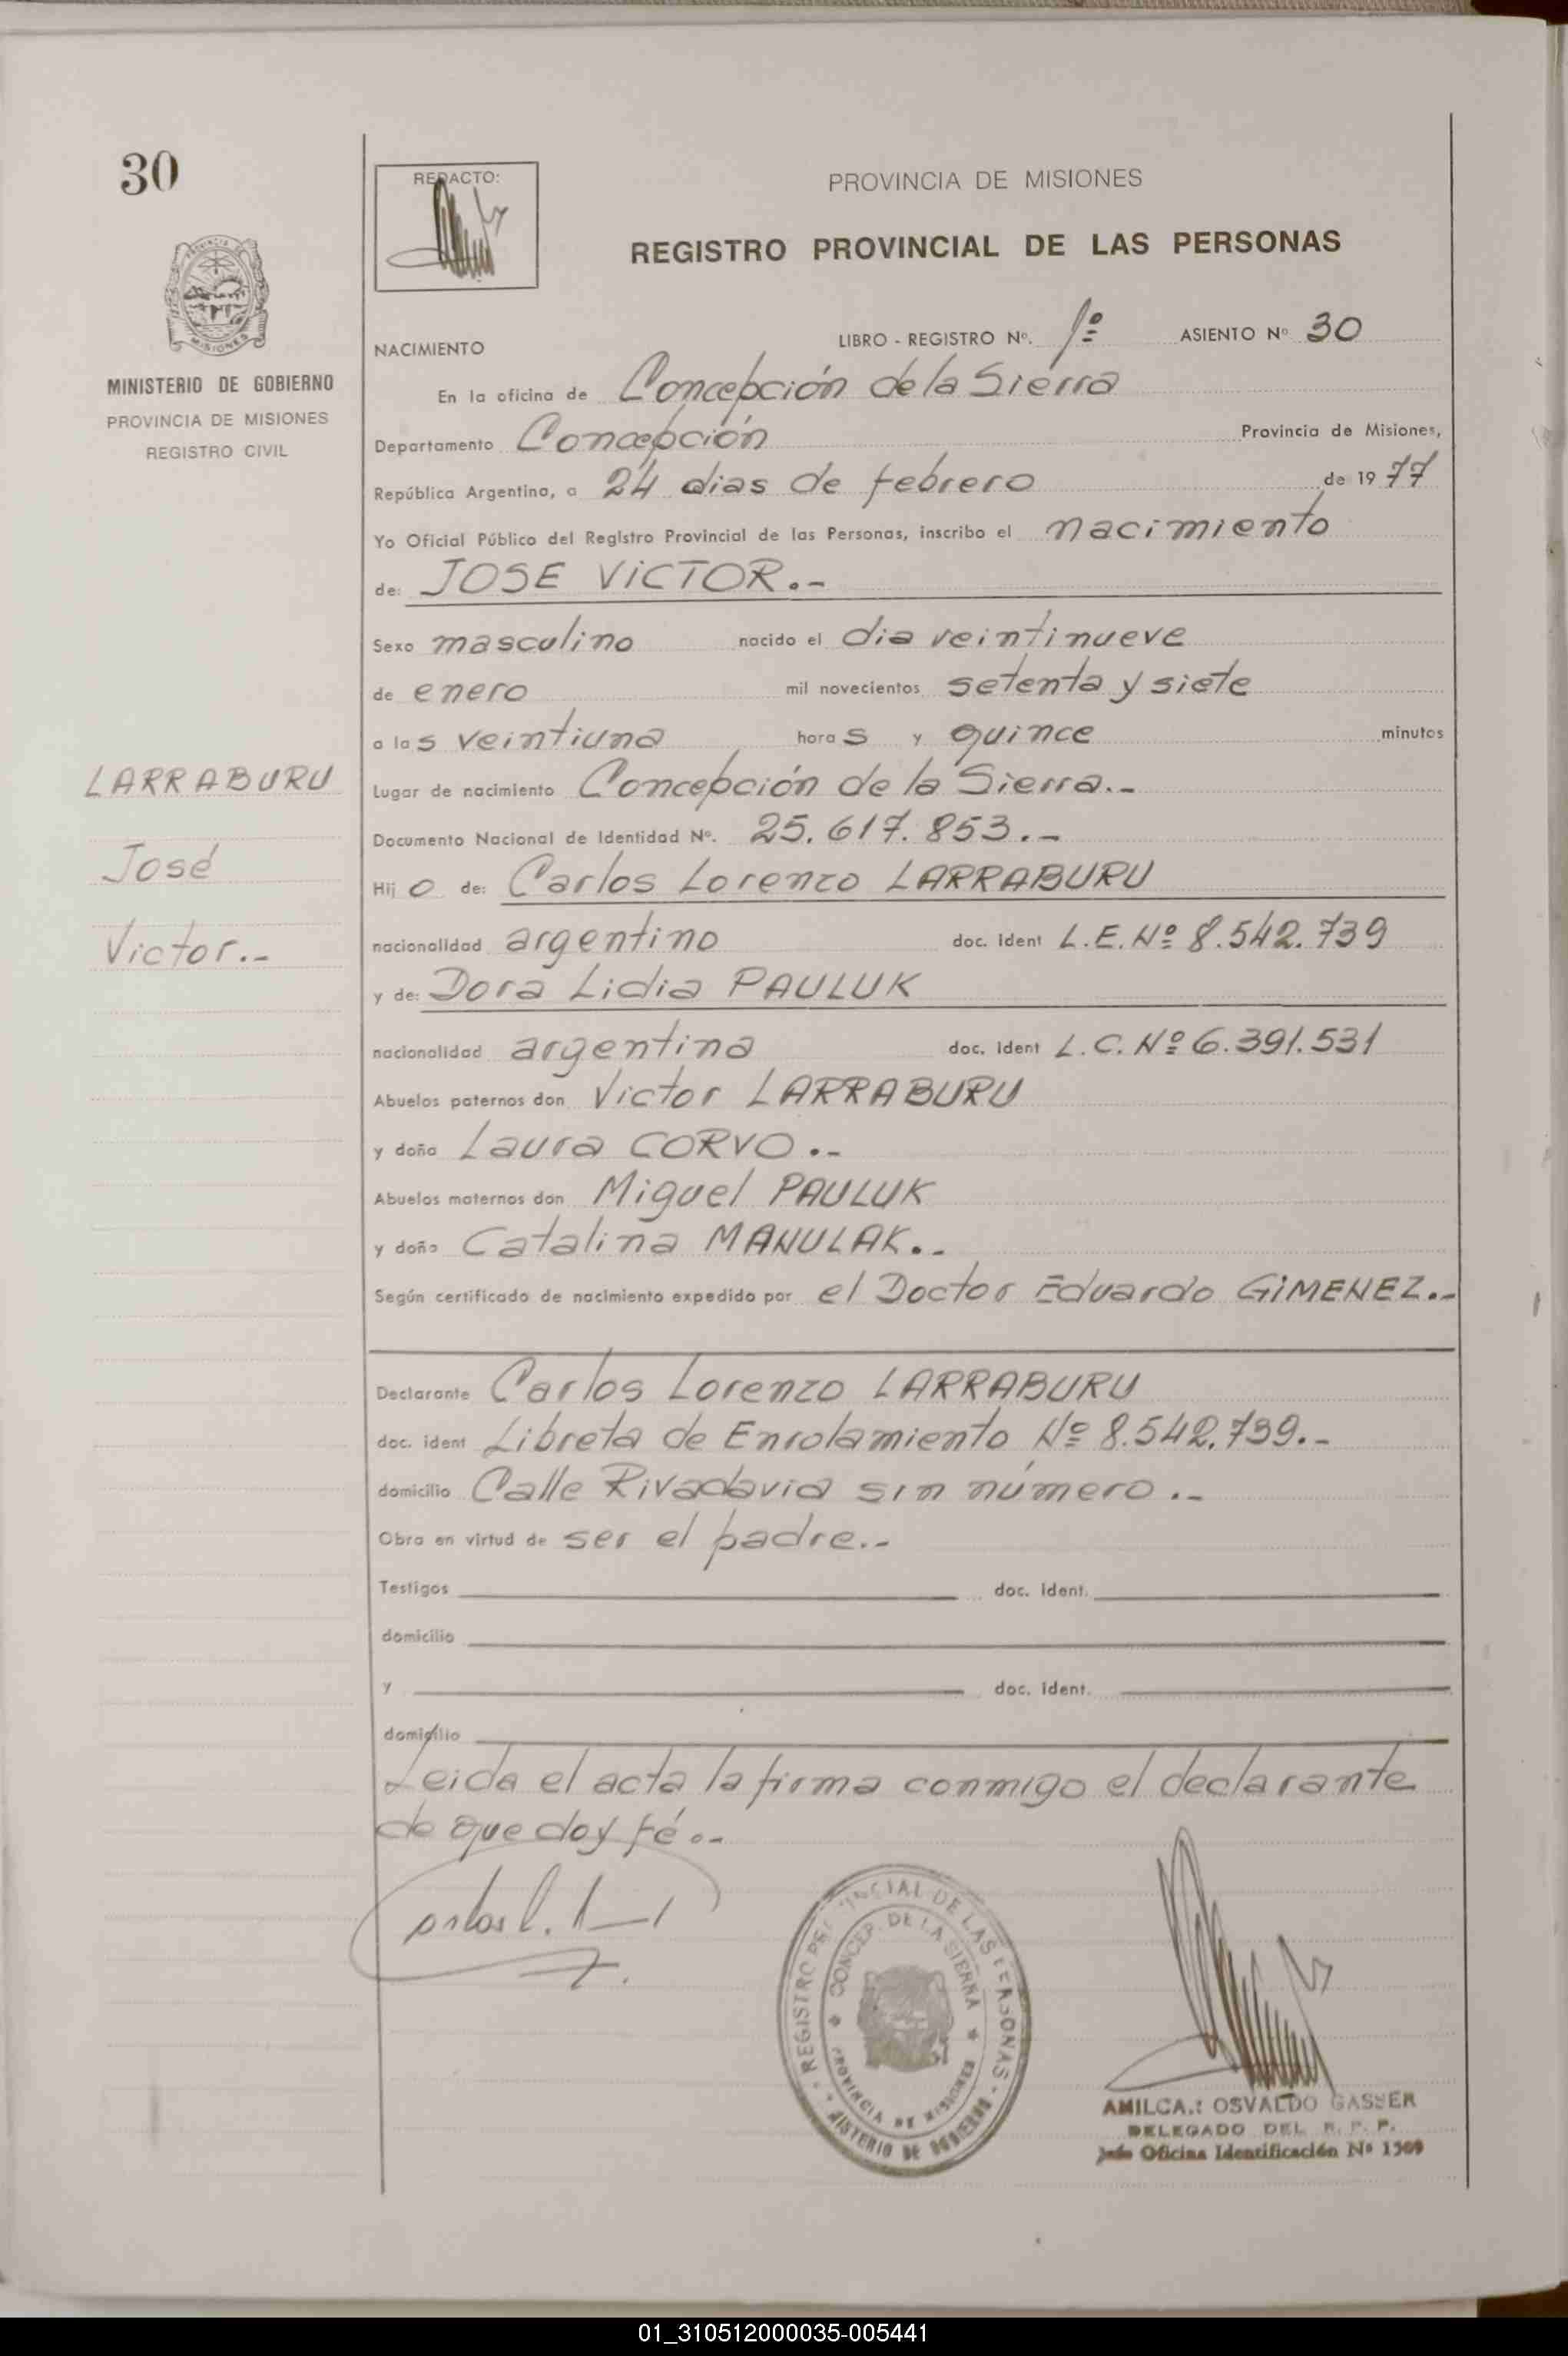 30
MISIONES
MINISTERIO DE GOBIERNO
PROVINCIA DE MISIONES
REGISTRO CIVIL
LARRABURU
José
Victor.-
REDACTO:
PROVINCIA DE MISIONES
REGISTRO PROVINCIAL DE LAS PERSONAS
NACIMIENTO LIBRO - REGISTRO Nº. 1º ASIENTO Nº 30
En la oficina de Concepción de la Sierra
Departamento Concepción Provincia de Misiones,
República Argentina, a 24 dias de febrero de 1977
Yo Oficial Público del Registro Provincial de las Personas, inscribo el nacimiento
de: JOSE VICTOR.-
Sexo masculino nacido el dia veintinueve
de enero mil novecientos setenta y siete
a las veintiuna horas y quince minutos
Lugar de nacimiento Concepción de la Sierra.-
Documento Nacional de Identidad Nº. 25.617.853.-
Hijo de: Carlos Lorenzo LARRABURU
nacionalidad argentino doc. ident L.E. Nº 8.542.739
y de: Dora Lidia PAULUK
nacionalidad argentina doc. ident L.C. Nº 6.391.531
Abuelos paternos don Victor LARRABURU
y doña Laura CORVO.-
Abuelos maternos don Miguel PAULUK
y doña Catalina MANULAK.-
Según certificado de nacimiento expedido por el Doctor Eduardo GIMENEZ.-
Declarante Carlos Lorenzo LARRABURU
doc. ident Libreta de Enrolamiento Nº 8.542.739.-
domicilio Calle Rivadavia sin número.-
Obra en virtud de ser el padre.-
Testigos doc. ident.
domicilio
y doc. ident.
domicilio
Leida el acta la firma conmigo el declarante
de que doy fé.-
REGISTRO PROVINCIAL DE LAS PERSONAS
CONCEP. DE LA SIERRA
PROVINCIA DE MISIONES
MINISTERIO DE GOBIERNO
OSVALDO GASSER
DELEGADO DEL R. P. P.
Jefe Oficina Identificación Nº 1509
01_310512000035-005441